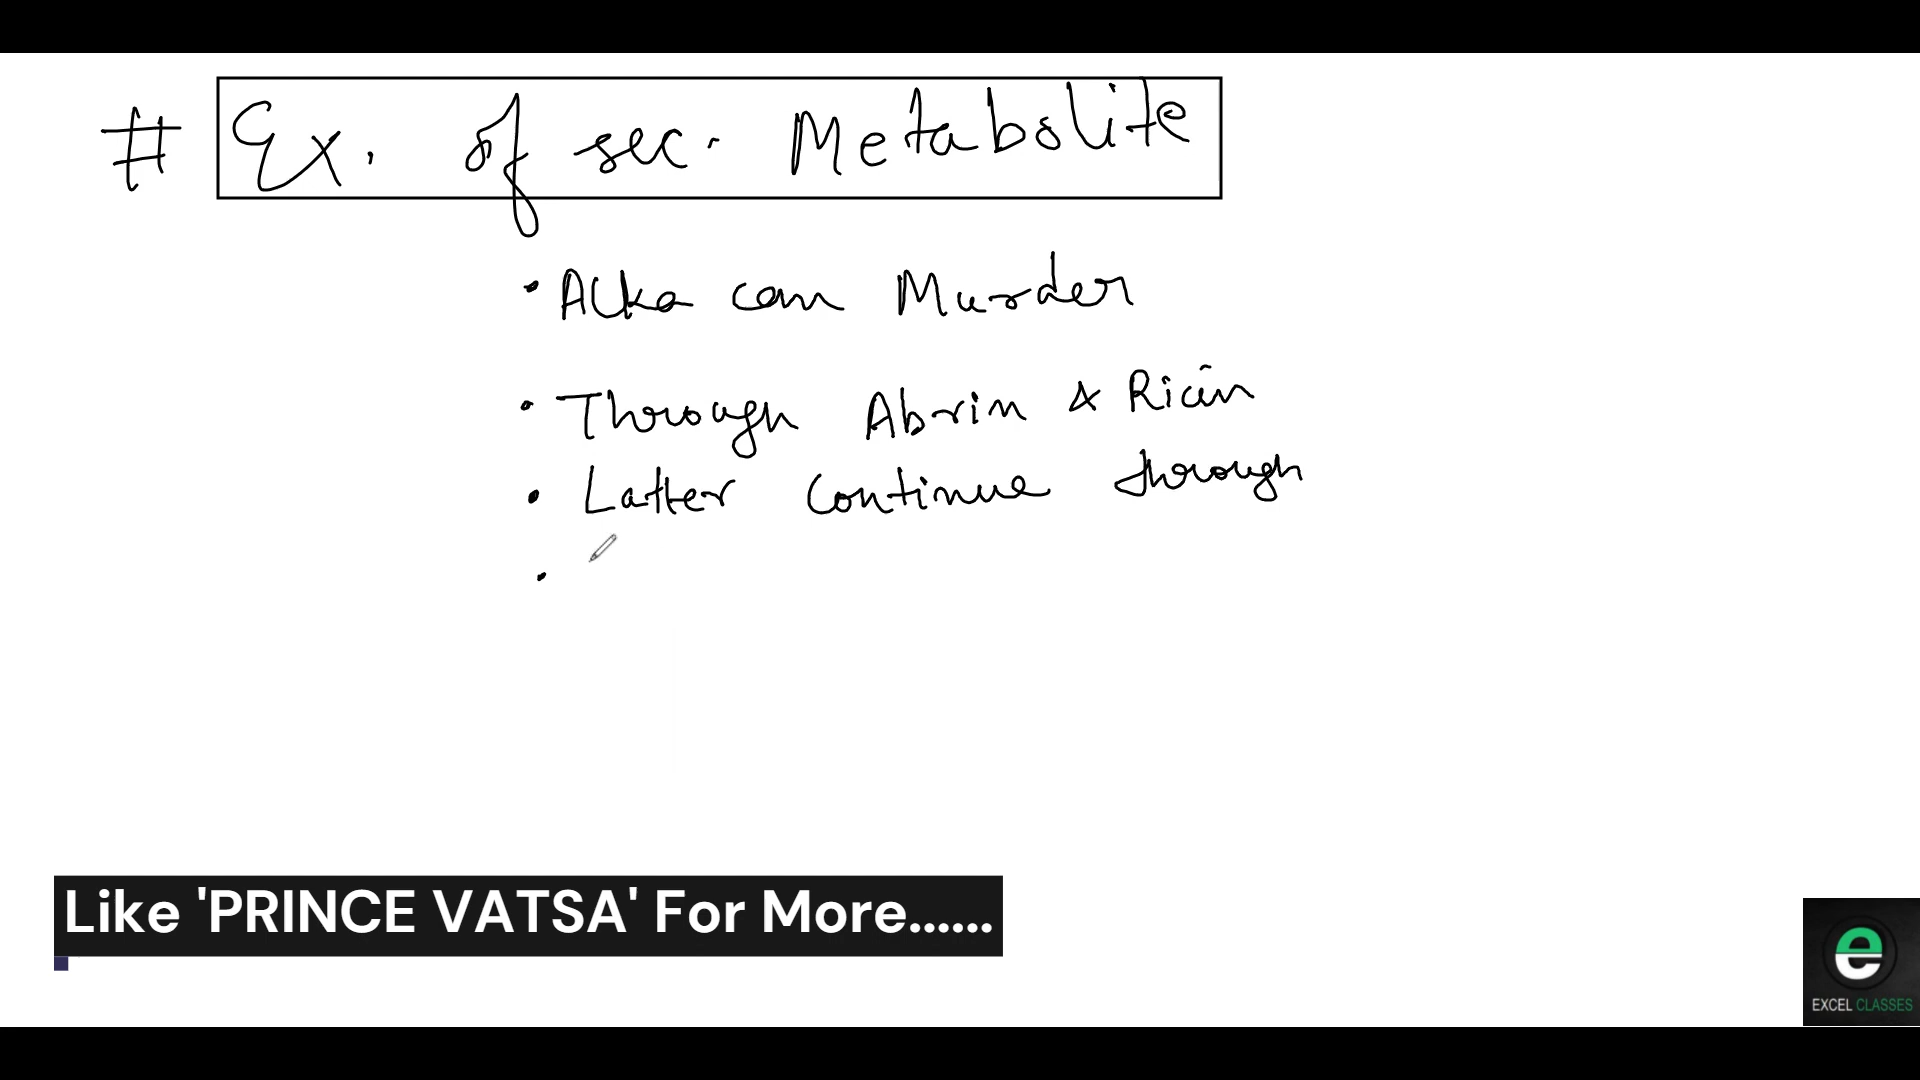 # Ex. of sec. Metabolite
• Alka can Murder
• Through Abrin & Ricin
• Latter Continue through
•
Like 'PRINCE VATSA' For More......
e
EXCEL CLASSES